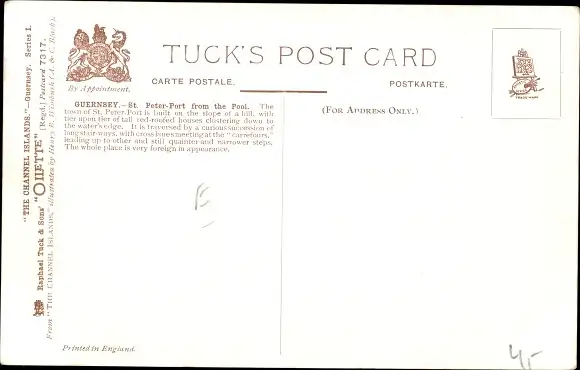 TUCK'S POST CARD
CARTE POSTALE.
POSTKARTE.
By Appointment.
TRADE MARK
GUERNSEY.—St. Peter-Port from the Pool. The
town of St. Peter-Port is built on the slope of a hill, with
tier upon tier of tall red-roofed houses clustering down to
the water's edge. It is traversed by a curious succession of
long stair-ways, with cross lanes meeting at the "carrefours,"
leading up to other and still quainter and narrower steps.
The whole place is very foreign in appearance.
(FOR ADDRESS ONLY.)
E
Printed in England.
4/-
"THE CHANNEL ISLANDS."—Guernsey. Series I.
Raphael Tuck & Sons' "OILETTE" (Regd.) Postcard 7317.
From "THE CHANNEL ISLANDS," illustrated by Henry B. Wimbush (A. & C. Black).